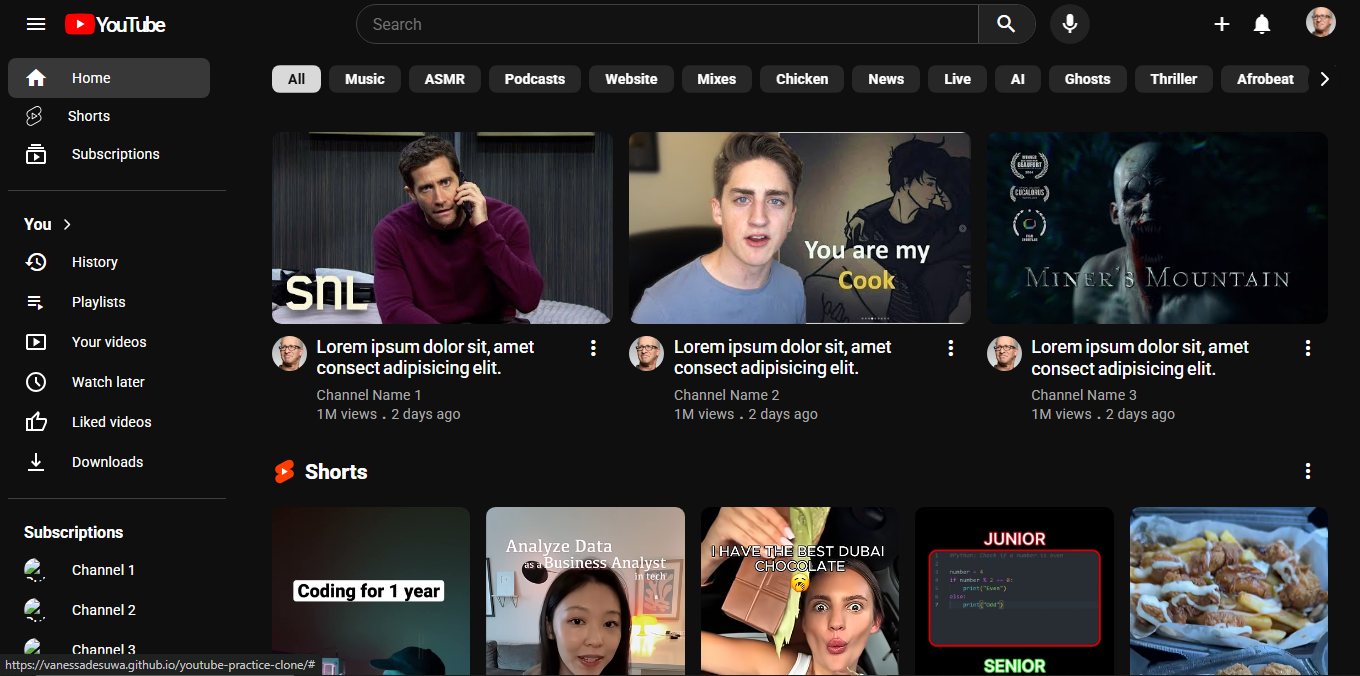 YouTube
Search
Home
Shorts
Subscriptions
You
History
Playlists
Your videos
Watch later
Liked videos
Downloads
Subscriptions
Channel 1
Channel 2
Channel 3
https://vanessadesuwa.github.io/youtube-practice-clone/#
All
Music
ASMR
Podcasts
Website
Mixes
Chicken
News
Live
AI
Ghosts
Thriller
Afrobeat
SNL
You are my
Cook
WINNER
BEAUFORT
CUCALORUS
MINER'S MOUNTAIN
Lorem ipsum dolor sit, amet
consect adipisicing elit.
Channel Name 1
1M views . 2 days ago
Lorem ipsum dolor sit, amet
consect adipisicing elit.
Channel Name 2
1M views . 2 days ago
Lorem ipsum dolor sit, amet
consect adipisicing elit.
Channel Name 3
1M views . 2 days ago
Shorts
Coding for 1 year
Analyze Data
as a Business Analyst
in tech
I HAVE THE BEST DUBAI
CHOCOLATE
JUNIOR
#Python: Check if a number is even
number = 4
if number % 2 == 0:
print("Even")
else:
print("Odd")
SENIOR